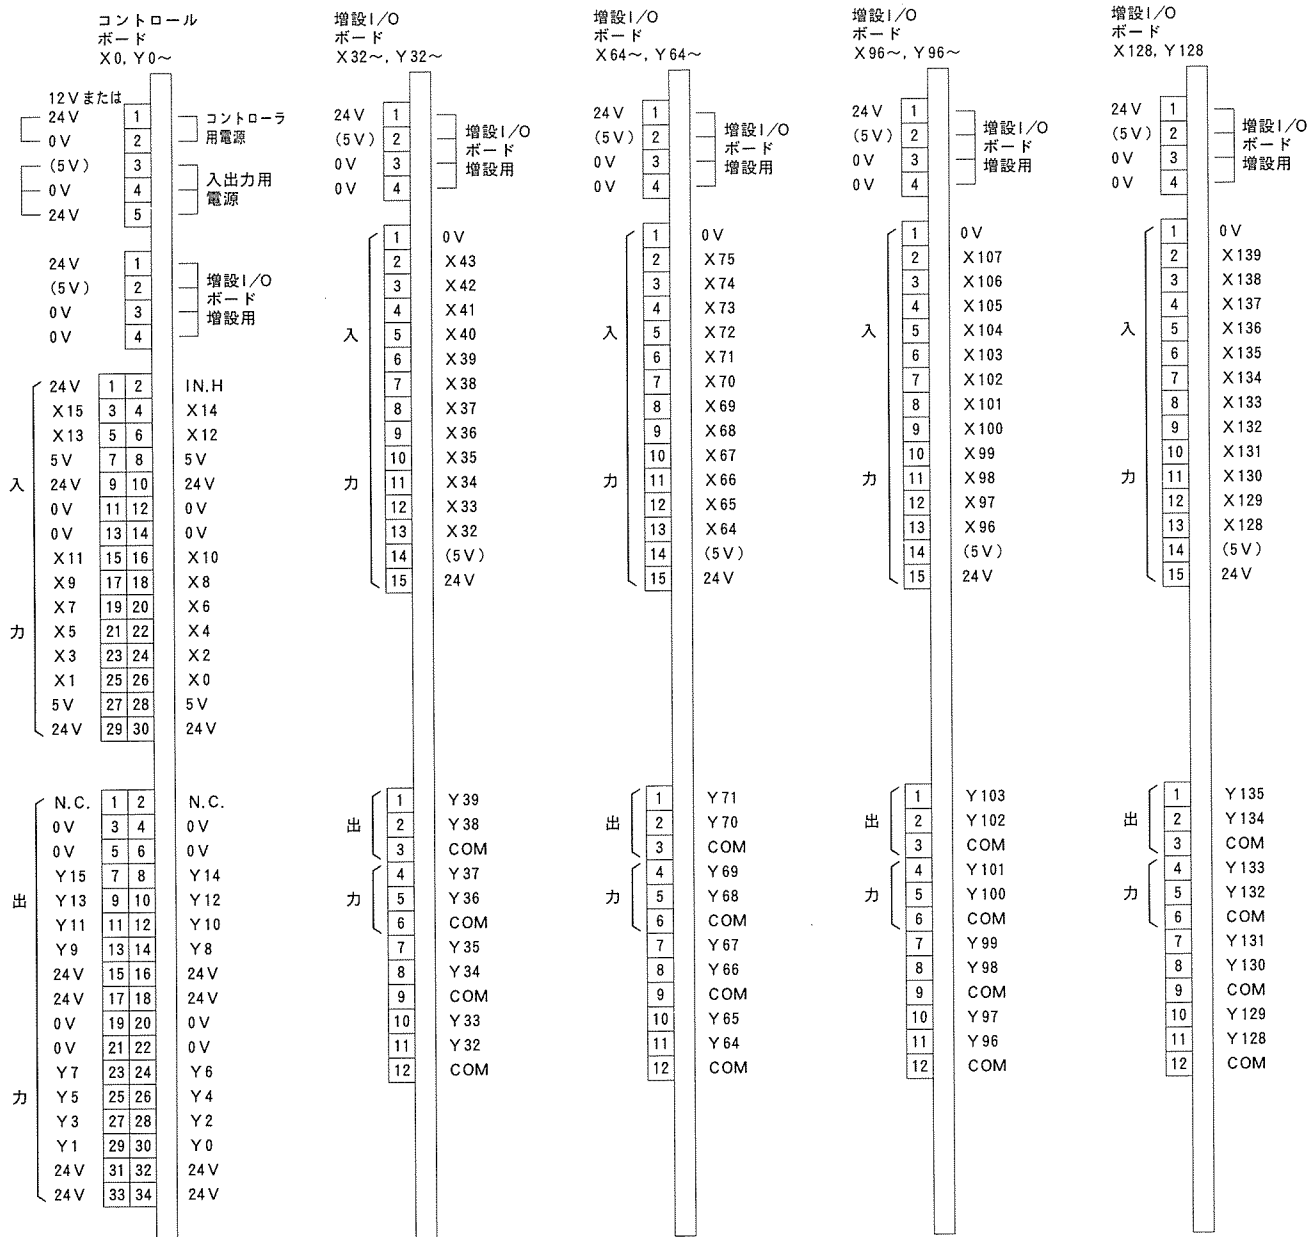 コントロール
ボード
X0, Y0～
12Vまたは
24V 1 コントローラ
0V 2 用電源
(5V) 3
0V 4 入出力用
24V 5 電源
24V 1
(5V) 2 増設I/O
0V 3 ボード
0V 4 増設用
入力
24V 1 2 IN.H
X15 3 4 X14
X13 5 6 X12
5V 7 8 5V
24V 9 10 24V
0V 11 12 0V
0V 13 14 0V
X11 15 16 X10
X9 17 18 X8
X7 19 20 X6
X5 21 22 X4
X3 23 24 X2
X1 25 26 X0
5V 27 28 5V
24V 29 30 24V
出力
N.C. 1 2 N.C.
0V 3 4 0V
0V 5 6 0V
Y15 7 8 Y14
Y13 9 10 Y12
Y11 11 12 Y10
Y9 13 14 Y8
24V 15 16 24V
24V 17 18 24V
0V 19 20 0V
0V 21 22 0V
Y7 23 24 Y6
Y5 25 26 Y4
Y3 27 28 Y2
Y1 29 30 Y0
24V 31 32 24V
24V 33 34 24V
増設I/O
ボード
X32～, Y32～
24V 1
(5V) 2 増設I/O
0V 3 ボード
0V 4 増設用
入力
1 0V
2 X43
3 X42
4 X41
5 X40
6 X39
7 X38
8 X37
9 X36
10 X35
11 X34
12 X33
13 X32
14 (5V)
15 24V
出力
1 Y39
2 Y38
3 COM
4 Y37
5 Y36
6 COM
7 Y35
8 Y34
9 COM
10 Y33
11 Y32
12 COM
増設I/O
ボード
X64～, Y64～
24V 1
(5V) 2 増設I/O
0V 3 ボード
0V 4 増設用
入力
1 0V
2 X75
3 X74
4 X73
5 X72
6 X71
7 X70
8 X69
9 X68
10 X67
11 X66
12 X65
13 X64
14 (5V)
15 24V
出力
1 Y71
2 Y70
3 COM
4 Y69
5 Y68
6 COM
7 Y67
8 Y66
9 COM
10 Y65
11 Y64
12 COM
増設I/O
ボード
X96～, Y96～
24V 1
(5V) 2 増設I/O
0V 3 ボード
0V 4 増設用
入力
1 0V
2 X107
3 X106
4 X105
5 X104
6 X103
7 X102
8 X101
9 X100
10 X99
11 X98
12 X97
13 X96
14 (5V)
15 24V
出力
1 Y103
2 Y102
3 COM
4 Y101
5 Y100
6 COM
7 Y99
8 Y98
9 COM
10 Y97
11 Y96
12 COM
増設I/O
ボード
X128, Y128
24V 1
(5V) 2 増設I/O
0V 3 ボード
0V 4 増設用
入力
1 0V
2 X139
3 X138
4 X137
5 X136
6 X135
7 X134
8 X133
9 X132
10 X131
11 X130
12 X129
13 X128
14 (5V)
15 24V
出力
1 Y135
2 Y134
3 COM
4 Y133
5 Y132
6 COM
7 Y131
8 Y130
9 COM
10 Y129
11 Y128
12 COM